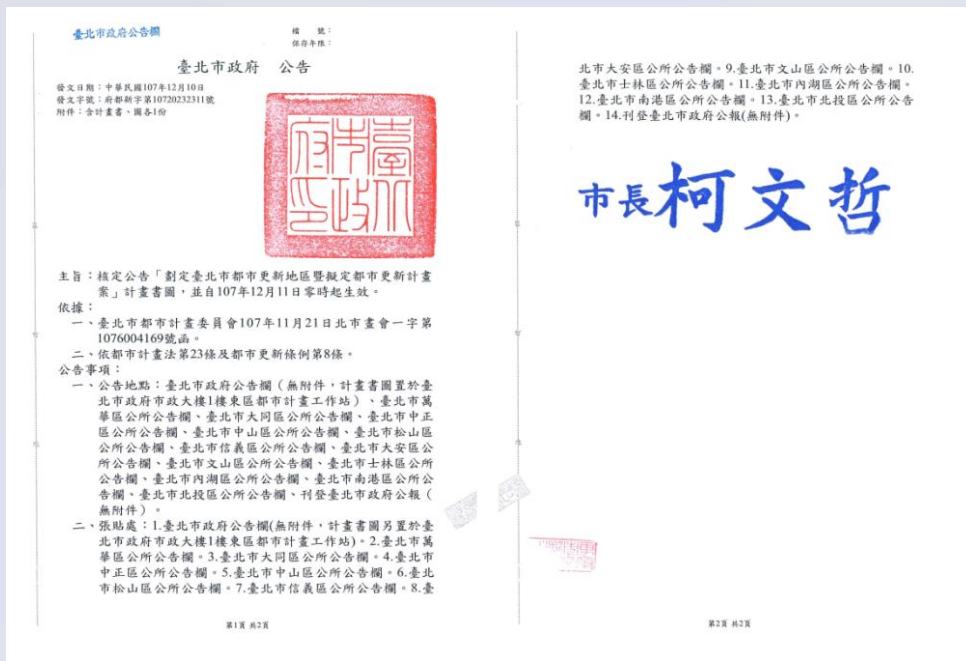 臺北市政府公告欄
檔　　號：
保存年限：
臺北市政府　公告
發文日期：中華民國107年12月10日
發文字號：府都新字第10720232311號
附件：含計畫書、圖各1份
臺北市政府印
主旨：核定公告「劃定臺北市都市更新地區暨擬定都市更新計畫
案」計畫書圖，並自107年12月11日零時起生效。
依據：
一、臺北市都市計畫委員會107年11月21日北市畫會一字第
1076004169號函。
二、依都市計畫法第23條及都市更新條例第8條。
公告事項：
一、公告地點：臺北市政府公告欄（無附件，計畫書圖置於臺
北市政府市政大樓1樓東區都市計畫工作站）、臺北市萬
華區公所公告欄、臺北市大同區公所公告欄、臺北市中正
區公所公告欄、臺北市中山區公所公告欄、臺北市松山區
公所公告欄、臺北市信義區公所公告欄、臺北市大安區公
所公告欄、臺北市文山區公所公告欄、臺北市士林區公所
公告欄、臺北市內湖區公所公告欄、臺北市南港區公所公
告欄、臺北市北投區公所公告欄、刊登臺北市政府公報（
無附件）。
二、張貼處：1.臺北市政府公告欄(無附件，計畫書圖另置於臺
北市政府市政大樓1樓東區都市計畫工作站)。2.臺北市萬
華區公所公告欄。3.臺北市大同區公所公告欄。4.臺北市
中正區公所公告欄。5.臺北市中山區公所公告欄。6.臺北
市松山區公所公告欄。7.臺北市信義區公所公告欄。8.臺
第1頁 共2頁
北市大安區公所公告欄。9.臺北市文山區公所公告欄。10.
臺北市士林區公所公告欄。11.臺北市內湖區公所公告欄。
12.臺北市南港區公所公告欄。13.臺北市北投區公所公告
欄。14.刊登臺北市政府公報(無附件)。
市長柯文哲
第2頁 共2頁